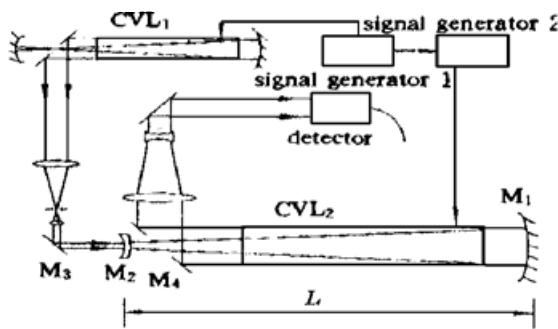 CVL₁
signal generator 2
signal generator 1
detector
CVL₂
M₁
M₃
M₂
M₄
L